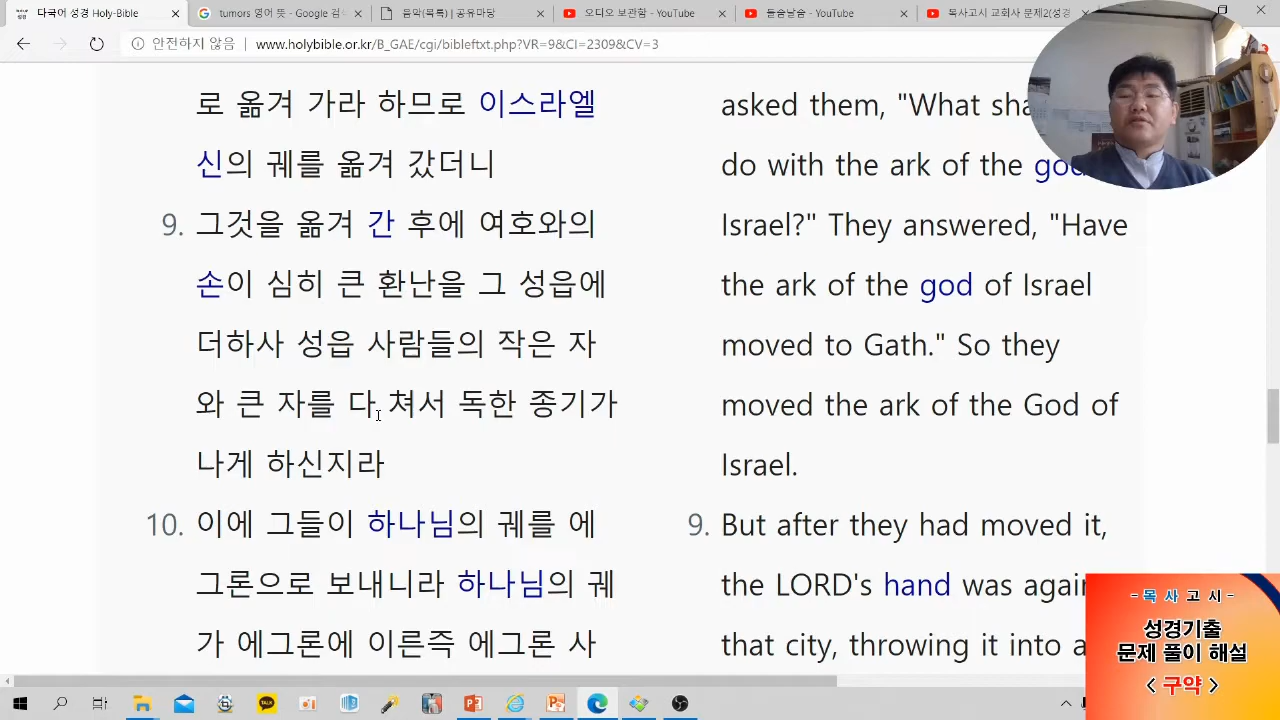 다국어 성경 Holy-Bible
tumors 영어 뜻 - Google 검
음악(목록) | 공유마당
오디오 보관함 - YouTube
돌숨날숨 - YouTube
목사고시 교회사 문제2(성경
안전하지 않음
www.holybible.or.kr/B_GAE/cgi/bibleftxt.php?VR=9&CI=2309&CV=3
로 옮겨 가라 하므로 이스라엘
신의 궤를 옮겨 갔더니
9. 그것을 옮겨 간 후에 여호와의
손이 심히 큰 환난을 그 성읍에
더하사 성읍 사람들의 작은 자
와 큰 자를 다 쳐서 독한 종기가
나게 하신지라
10. 이에 그들이 하나님의 궤를 에
그론으로 보내니라 하나님의 궤
가 에그론에 이른즉 에그론 사
asked them, "What sha
do with the ark of the god
Israel?" They answered, "Have
the ark of the god of Israel
moved to Gath." So they
moved the ark of the God of
Israel.
9. But after they had moved it,
the LORD's hand was again
that city, throwing it into a
- 목 사 고 시 -
성경기출
문제 풀이 해설
< 구약 >
TALK